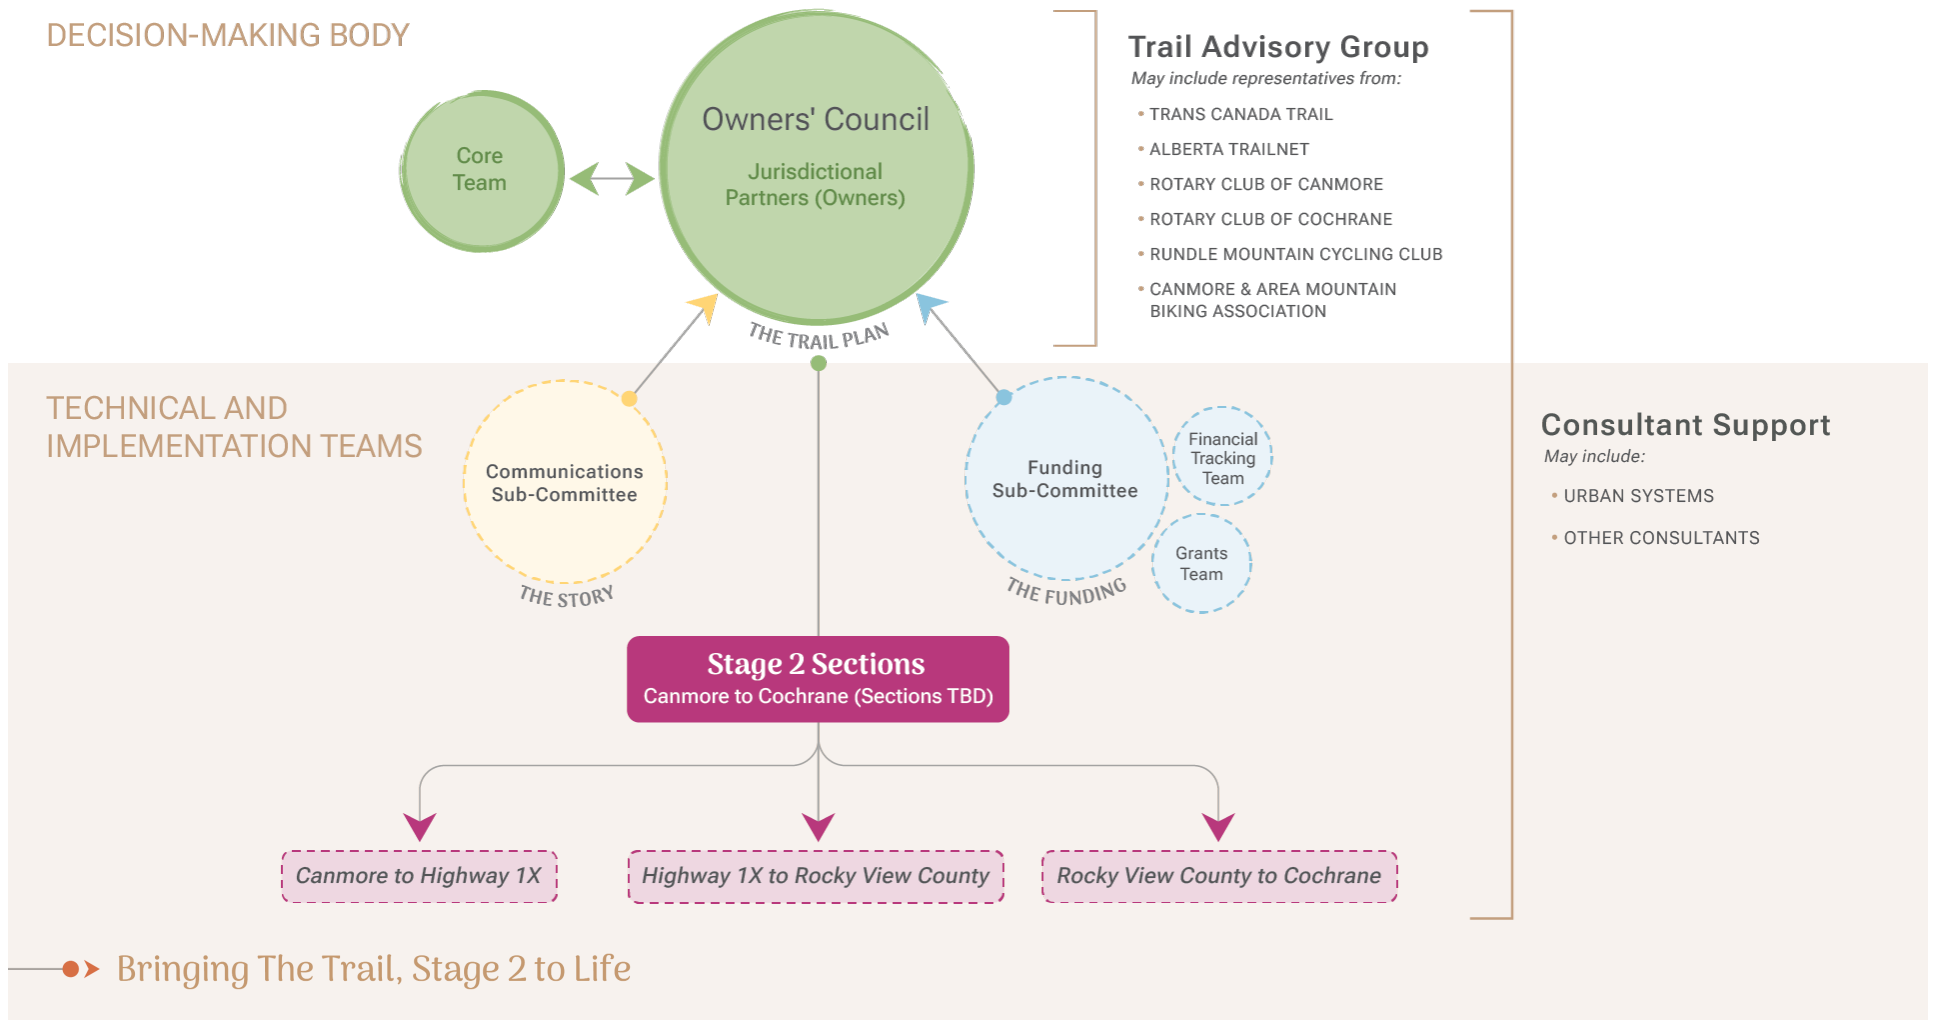 DECISION-MAKING BODY
Core
Team
Owners' Council
Jurisdictional
Partners (Owners)
THE TRAIL PLAN
Trail Advisory Group
May include representatives from:
• TRANS CANADA TRAIL
• ALBERTA TRAILNET
• ROTARY CLUB OF CANMORE
• ROTARY CLUB OF COCHRANE
• RUNDLE MOUNTAIN CYCLING CLUB
• CANMORE & AREA MOUNTAIN
BIKING ASSOCIATION
TECHNICAL AND
IMPLEMENTATION TEAMS
Communications
Sub-Committee
THE STORY
Funding
Sub-Committee
THE FUNDING
Financial
Tracking
Team
Grants
Team
Consultant Support
May include:
• URBAN SYSTEMS
• OTHER CONSULTANTS
Stage 2 Sections
Canmore to Cochrane (Sections TBD)
Canmore to Highway 1X
Highway 1X to Rocky View County
Rocky View County to Cochrane
Bringing The Trail, Stage 2 to Life